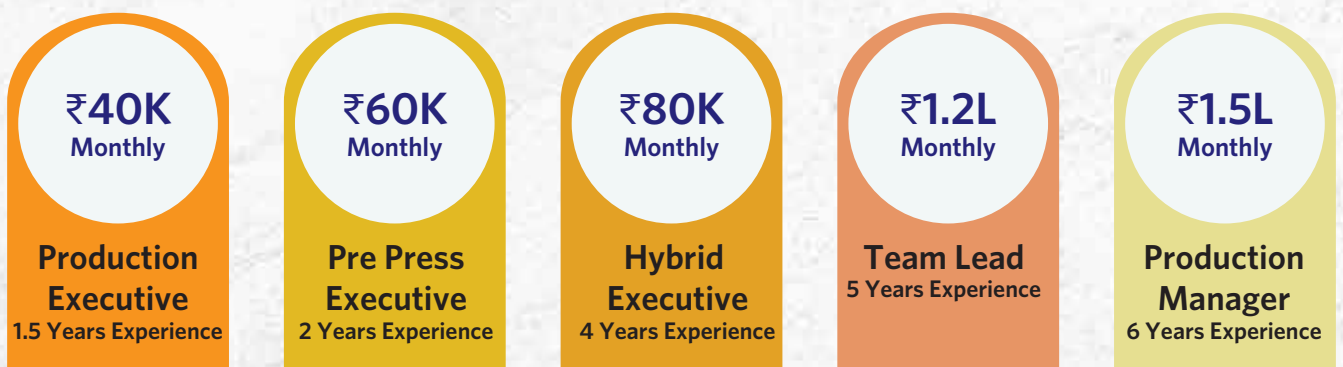 ₹40K
Monthly
Production
Executive
1.5 Years Experience
₹60K
Monthly
Pre Press
Executive
2 Years Experience
₹80K
Monthly
Hybrid
Executive
4 Years Experience
₹1.2L
Monthly
Team Lead
5 Years Experience
₹1.5L
Monthly
Production
Manager
6 Years Experience